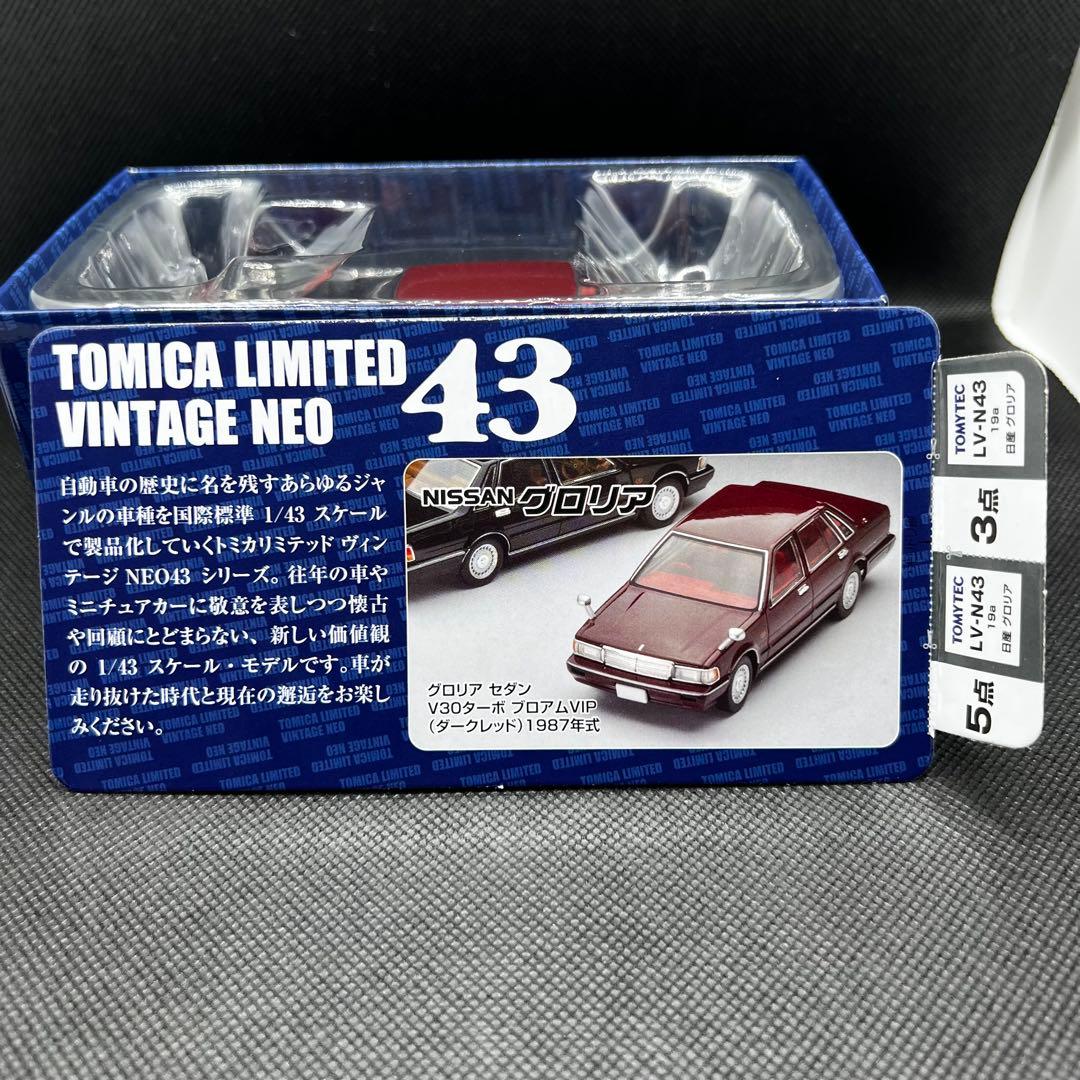 TOMICA LIMITED
VINTAGE NEO
43
自動車の歴史に名を残すあらゆるジャ
ンルの車種を国際標準 1/43 スケール
で製品化していくトミカリミテッド ヴィン
テージ NEO43 シリーズ。往年の車や
ミニチュアカーに敬意を表しつつ懐古
や回顧にとどまらない、新しい価値観
の 1/43 スケール・モデルです。車が
走り抜けた時代と現在の邂逅をお楽し
みください。
NISSAN グロリア
グロリア セダン
V30ターボ ブロアムVIP
(ダークレッド)1987年式
TOMYTEC
LV-N43
19a
日産 グロリア
3点
TOMYTEC
LV-N43
19a
日産 グロリア
5点